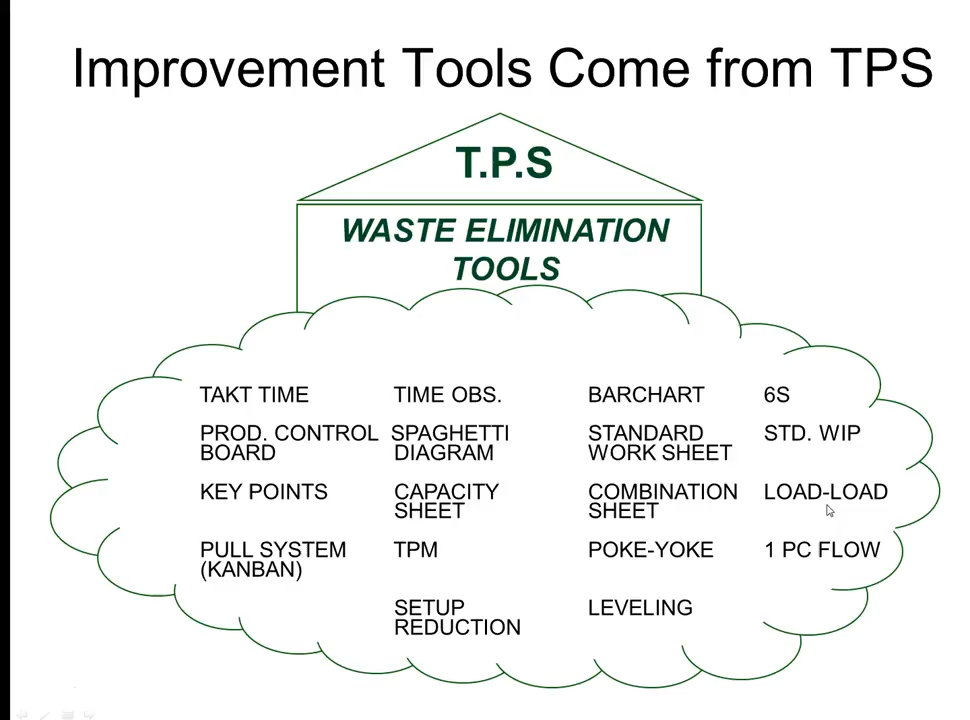 Improvement Tools Come from TPS
T.P.S
WASTE ELIMINATION
TOOLS
TAKT TIME TIME OBS. BARCHART 6S
PROD. CONTROL SPAGHETTI STANDARD STD. WIP
BOARD DIAGRAM WORK SHEET
KEY POINTS CAPACITY COMBINATION LOAD-LOAD
SHEET SHEET
PULL SYSTEM TPM POKE-YOKE 1 PC FLOW
(KANBAN)
SETUP LEVELING
REDUCTION